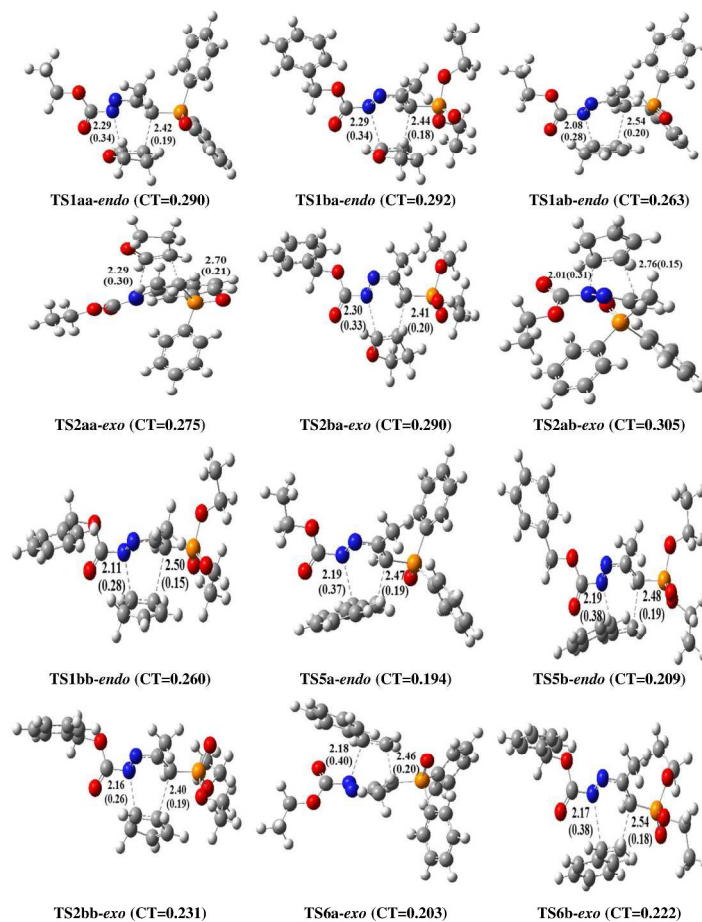 2.29 2.42
(0.34) (0.19)
TS1aa-endo (CT=0.290)
2.29 2.44
(0.34) (0.18)
TS1ba-endo (CT=0.292)
2.08 2.54
(0.28) (0.20)
TS1ab-endo (CT=0.263)
2.29 2.70
(0.30) (0.21)
TS2aa-exo (CT=0.275)
2.30 2.41
(0.33) (0.20)
TS2ba-exo (CT=0.290)
2.01(0.31) 2.76(0.15)
TS2ab-exo (CT=0.305)
2.11 2.50
(0.28) (0.15)
TS1bb-endo (CT=0.260)
2.19 2.47
(0.37) (0.19)
TS5a-endo (CT=0.194)
2.19 2.48
(0.38) (0.19)
TS5b-endo (CT=0.209)
2.16 2.40
(0.26) (0.19)
TS2bb-exo (CT=0.231)
2.18 2.46
(0.40) (0.20)
TS6a-exo (CT=0.203)
2.17 2.54
(0.38) (0.18)
TS6b-exo (CT=0.222)